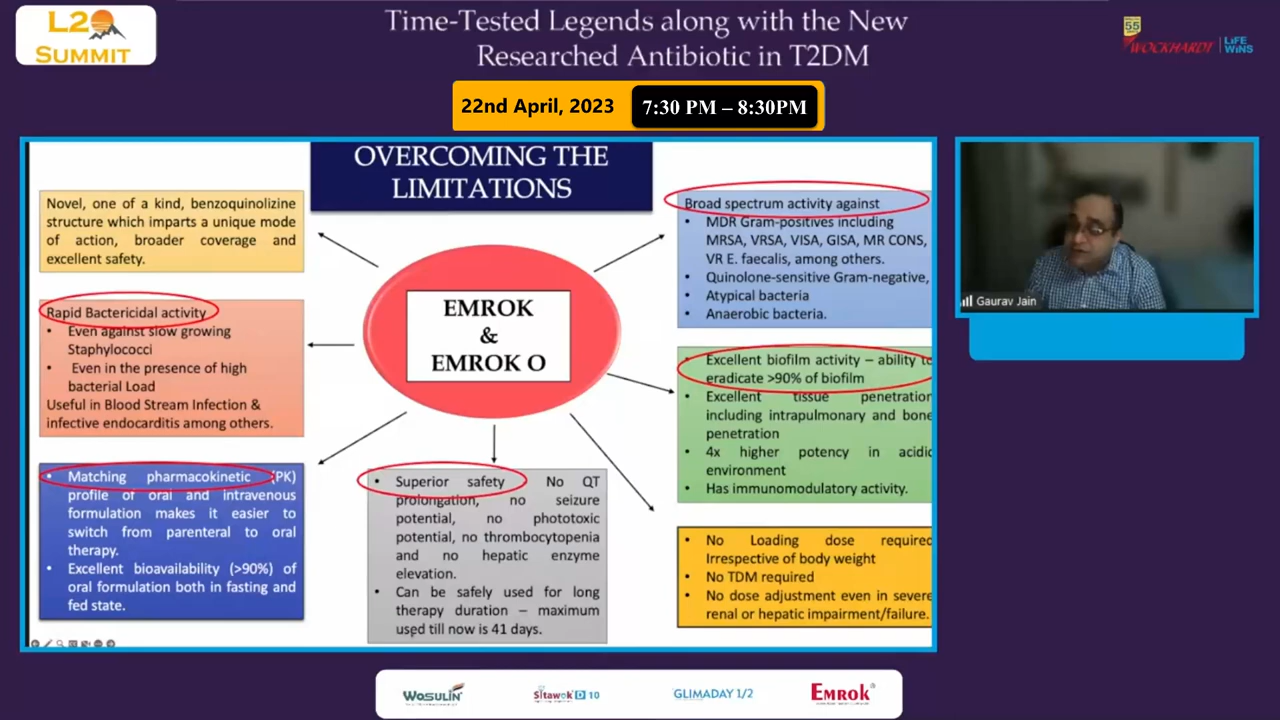 L2O
SUMMIT
Time-Tested Legends along with the New
Researched Antibiotic in T2DM
55
WOCKHARDT
LIFE
WINS
22nd April, 2023
7:30 PM – 8:30PM
OVERCOMING THE
LIMITATIONS
Novel, one of a kind, benzoquinolizine
structure which imparts a unique mode
of action, broader coverage and
excellent safety.
Rapid Bactericidal activity
• Even against slow growing
Staphylococci
• Even in the presence of high
bacterial Load
Useful in Blood Stream Infection &
infective endocarditis among others.
• Matching pharmacokinetic (PK)
profile of oral and intravenous
formulation makes it easier to
switch from parenteral to oral
therapy.
• Excellent bioavailability (>90%) of
oral formulation both in fasting and
fed state.
EMROK
&
EMROK O
• Superior safety No QT
prolongation, no seizure
potential, no phototoxic
potential, no thrombocytopenia
and no hepatic enzyme
elevation.
• Can be safely used for long
therapy duration – maximum
used till now is 41 days.
Broad spectrum activity against
• MDR Gram-positives including
MRSA, VRSA, VISA, GISA, MR CONS,
VR E. faecalis, among others.
• Quinolone-sensitive Gram-negative,
• Atypical bacteria
• Anaerobic bacteria.
• Excellent biofilm activity – ability to
eradicate >90% of biofilm
• Excellent tissue penetration
including intrapulmonary and bone
penetration
• 4x higher potency in acidic
environment
• Has immunomodulatory activity.
• No Loading dose required
Irrespective of body weight
• No TDM required
• No dose adjustment even in severe
renal or hepatic impairment/failure.
Gaurav Jain
WOSULIN
Sitawok D 10
GLIMADAY 1/2
EMROK